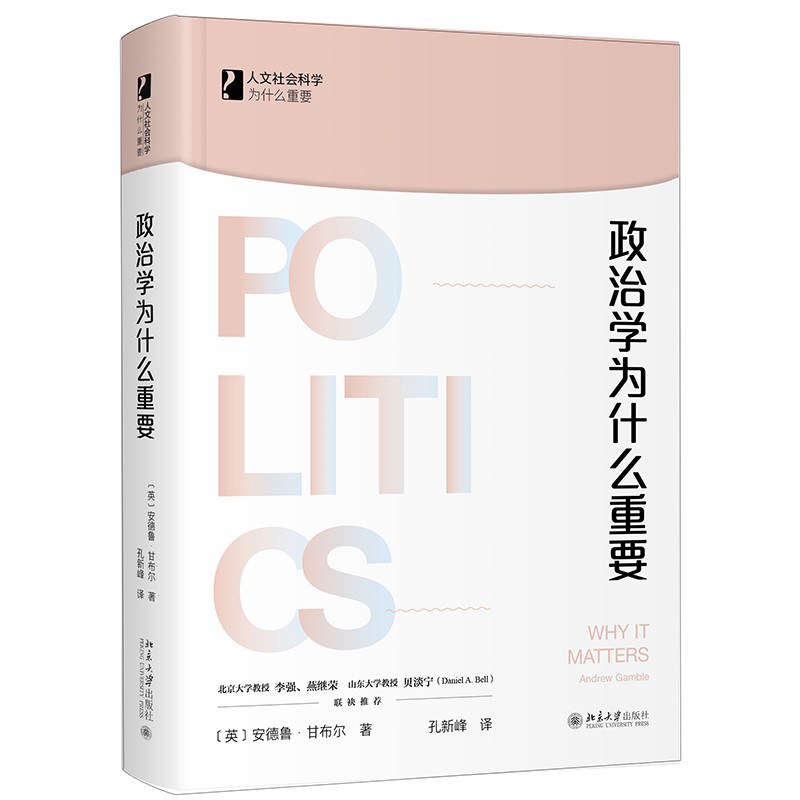 人文社会科学
为什么重要
政治学为什么重要
〔英〕安德鲁·甘布尔 著
孔新峰 译
北京大学出版社
PEKING UNIVERSITY PRESS
人文社会科学
为什么重要
PO
LITI
CS
政治学为什么重要
WHY IT
MATTERS
Andrew Gamble
北京大学教授 李强、燕继荣 山东大学教授 贝淡宁（Daniel A. Bell）
联袂推荐
〔英〕安德鲁·甘布尔 著 孔新峰 译
北京大学出版社
PEKING UNIVERSITY PRESS